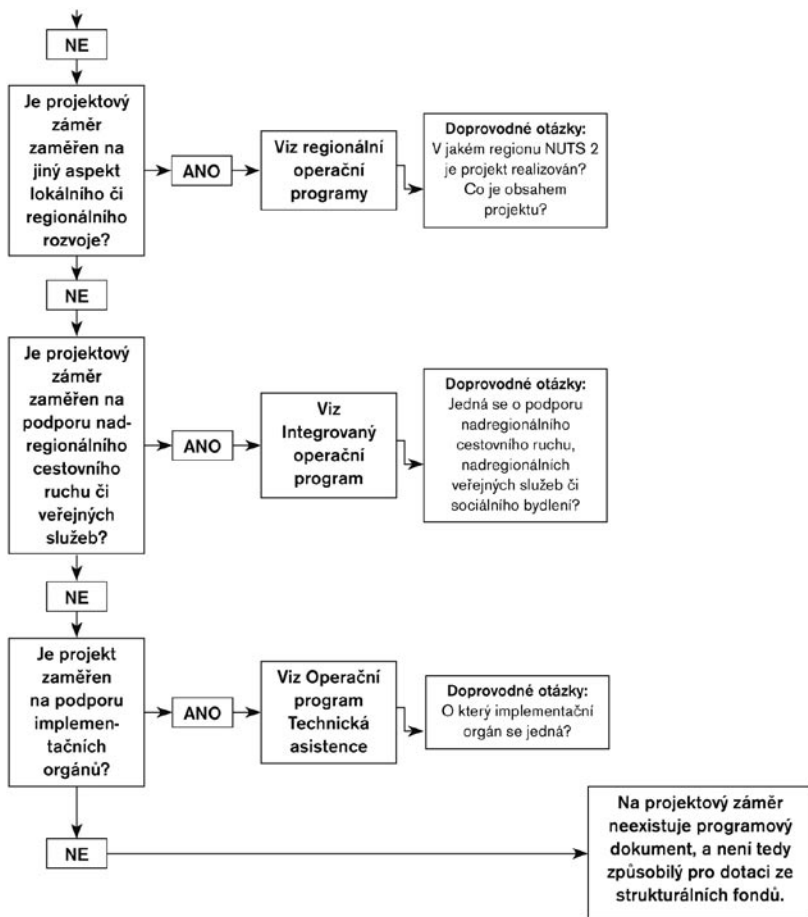 NE
Je projektový
záměr
zaměřen na
jiný aspekt
lokálního či
regionálního
rozvoje?
ANO
Viz regionální
operační
programy
Doprovodné otázky:
V jakém regionu NUTS 2
je projekt realizován?
Co je obsahem
projektu?
NE
Je projektový
záměr
zaměřen na
podporu nad-
regionálního
cestovního
ruchu či
veřejných
služeb?
ANO
Viz
Integrovaný
operační
program
Doprovodné otázky:
Jedná se o podporu
nadregionálního
cestovního ruchu,
nadregionálních
veřejných služeb či
sociálního bydlení?
NE
Je projekt
zaměřen
na podporu
implemen-
tačních
orgánů?
ANO
Viz Operační
program
Technická
asistence
Doprovodné otázky:
O který implementační
orgán se jedná?
NE
Na projektový záměr
neexistuje programový
dokument, a není tedy
způsobilý pro dotaci ze
strukturálních fondů.